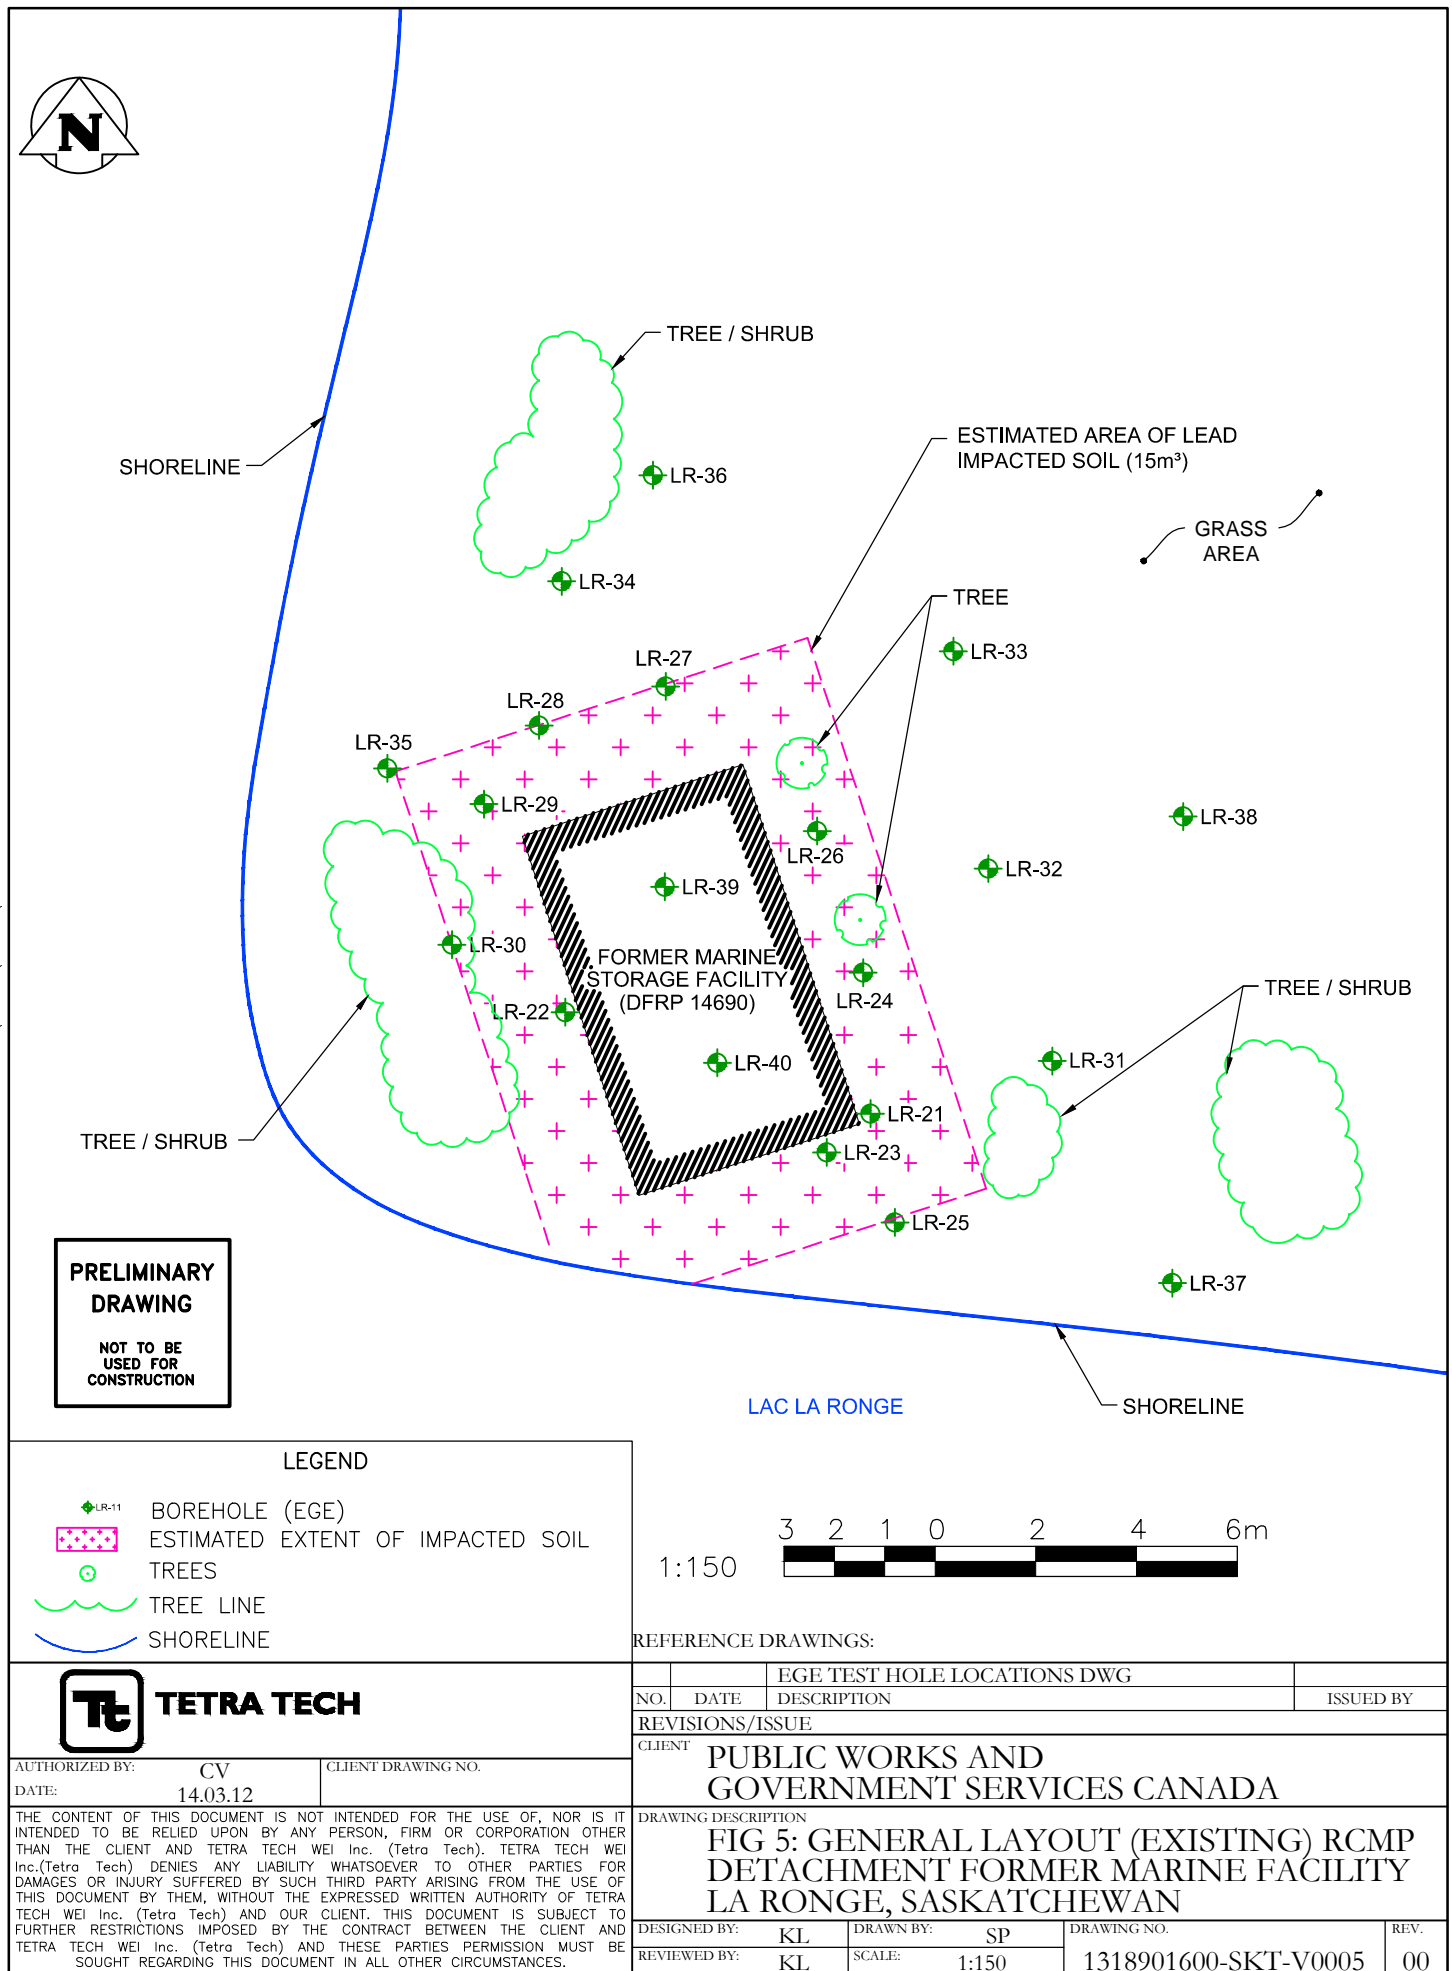 N
TREE / SHRUB
SHORELINE
LR-36
ESTIMATED AREA OF LEAD
IMPACTED SOIL (15m³)
GRASS
AREA
LR-34
TREE
LR-33
LR-27
LR-28
LR-35
LR-29
LR-26
LR-38
LR-32
LR-39
LR-30
FORMER MARINE
STORAGE FACILITY
(DFRP 14690)
LR-24
LR-22
TREE / SHRUB
LR-40
LR-31
LR-21
TREE / SHRUB
LR-23
LR-25
LR-37
PRELIMINARY
DRAWING
NOT TO BE
USED FOR
CONSTRUCTION
LAC LA RONGE
SHORELINE
LEGEND
LR-11 BOREHOLE (EGE)
ESTIMATED EXTENT OF IMPACTED SOIL
TREES
TREE LINE
SHORELINE
3 2 1 0 2 4 6m
1:150
REFERENCE DRAWINGS:
EGE TEST HOLE LOCATIONS DWG
NO. DATE DESCRIPTION ISSUED BY
REVISIONS/ISSUE
Tt TETRA TECH
AUTHORIZED BY: CV
DATE: 14.03.12
CLIENT DRAWING NO.
CLIENT
PUBLIC WORKS AND
GOVERNMENT SERVICES CANADA
THE CONTENT OF THIS DOCUMENT IS NOT INTENDED FOR THE USE OF, NOR IS IT
INTENDED TO BE RELIED UPON BY ANY PERSON, FIRM OR CORPORATION OTHER
THAN THE CLIENT AND TETRA TECH WEI Inc. (Tetra Tech). TETRA TECH WEI
Inc.(Tetra Tech) DENIES ANY LIABILITY WHATSOEVER TO OTHER PARTIES FOR
DAMAGES OR INJURY SUFFERED BY SUCH THIRD PARTY ARISING FROM THE USE OF
THIS DOCUMENT BY THEM, WITHOUT THE EXPRESSED WRITTEN AUTHORITY OF TETRA
TECH WEI Inc. (Tetra Tech) AND OUR CLIENT. THIS DOCUMENT IS SUBJECT TO
FURTHER RESTRICTIONS IMPOSED BY THE CONTRACT BETWEEN THE CLIENT AND
TETRA TECH WEI Inc. (Tetra Tech) AND THESE PARTIES PERMISSION MUST BE
SOUGHT REGARDING THIS DOCUMENT IN ALL OTHER CIRCUMSTANCES.
DRAWING DESCRIPTION
FIG 5: GENERAL LAYOUT (EXISTING) RCMP
DETACHMENT FORMER MARINE FACILITY
LA RONGE, SASKATCHEWAN
DESIGNED BY: KL
DRAWN BY: SP
DRAWING NO.
REV.
REVIEWED BY: KL
SCALE: 1:150
1318901600-SKT-V0005
00